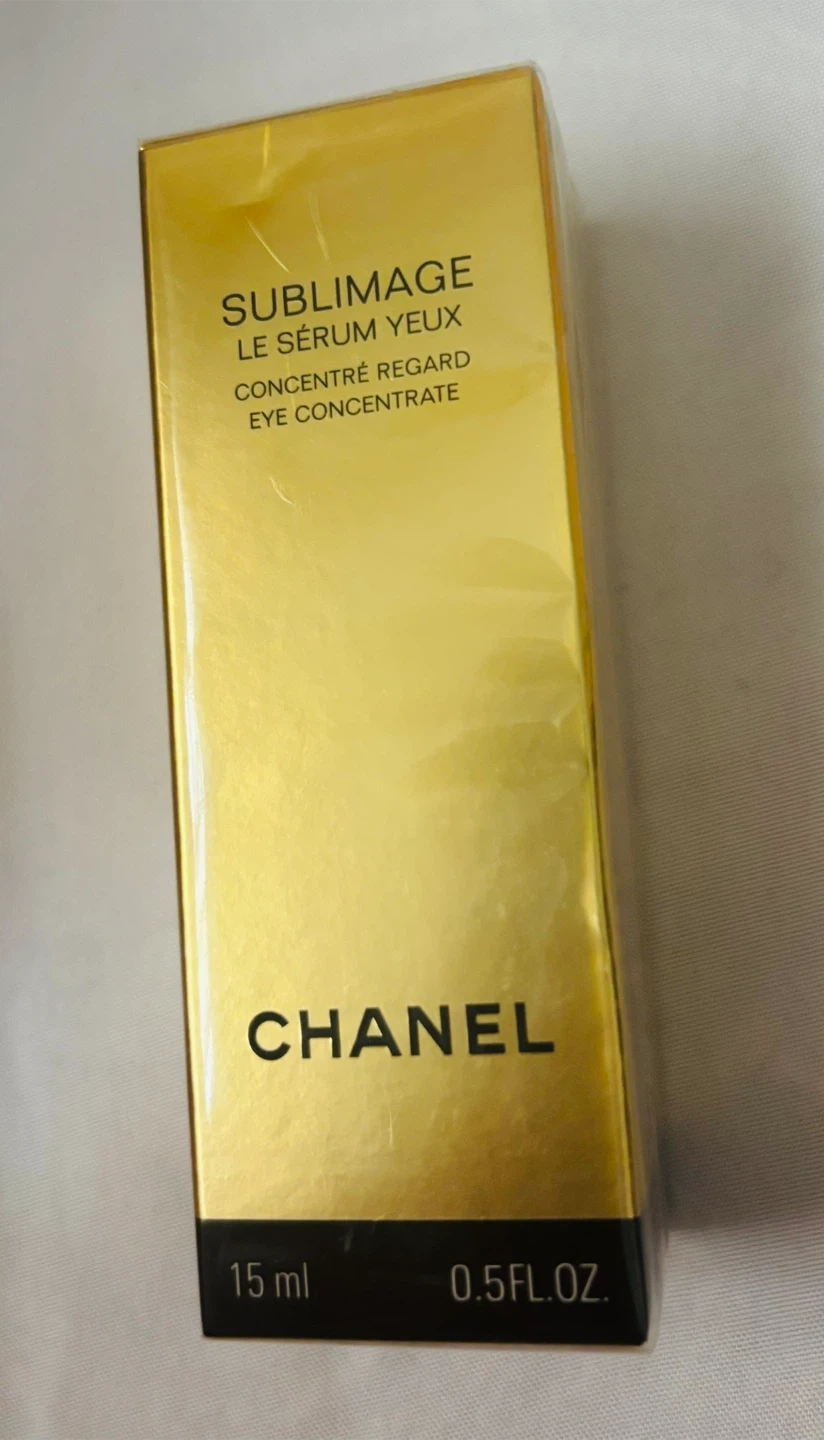 SUBLIMAGE
LE SÉRUM YEUX
CONCENTRÉ REGARD
EYE CONCENTRATE
CHANEL
15 ml 0.5FL.OZ.